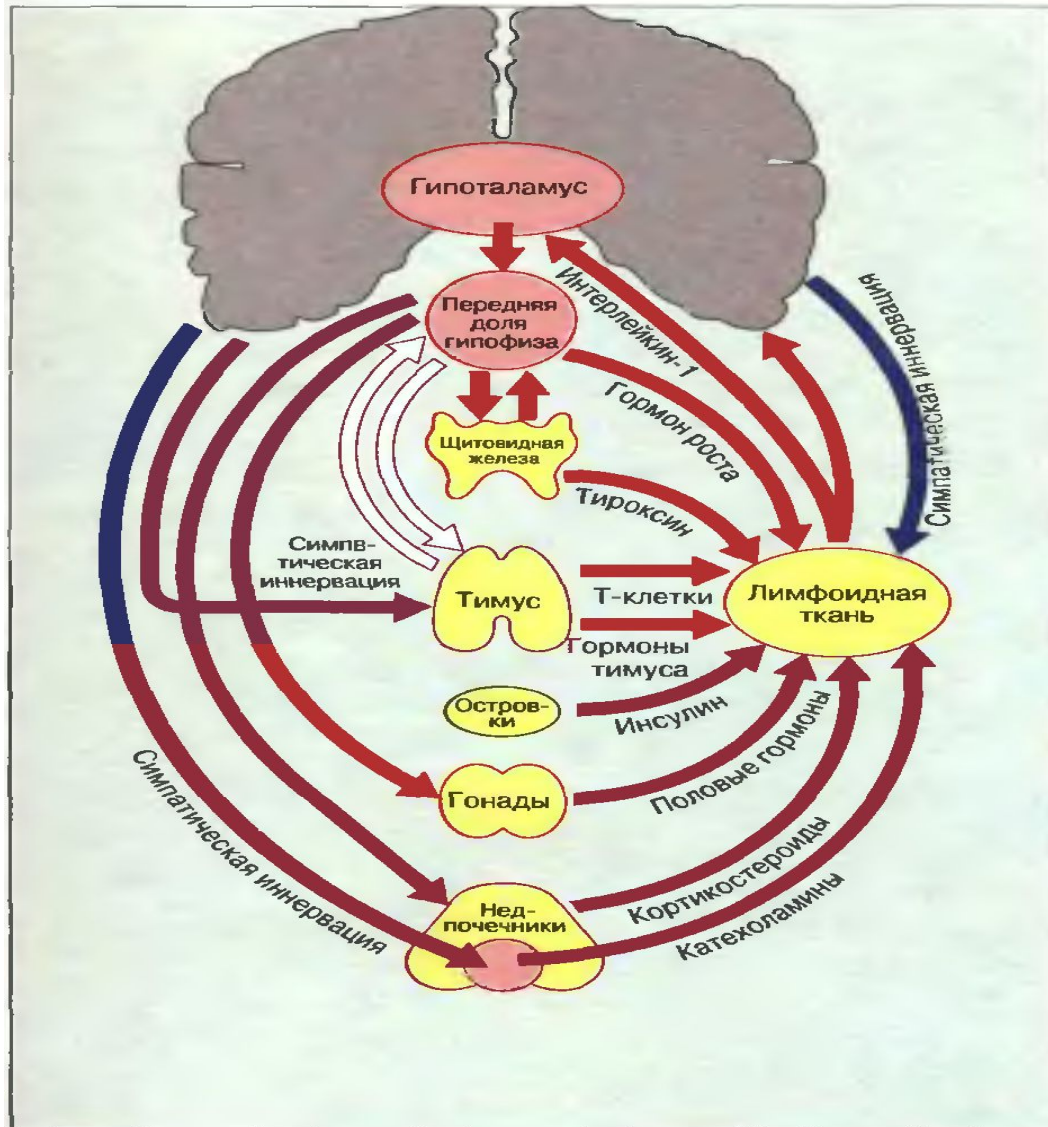 Гипоталамус
Передняя
доля
гипофиза
Интерлейкин-1
Гормон роста
Симпатическая иннервация
Щитовидная
железа
Тироксин
Симпв-
тическая
иннервация
Тимус
Т-клетки
Гормоны
тимуса
Лимфоидная
ткань
Остров-
ки
Инсулин
Гонады
Половые гормоны
Симпатическая иннервация
Нед-
почечники
Кортикостероиды
Катехоламины